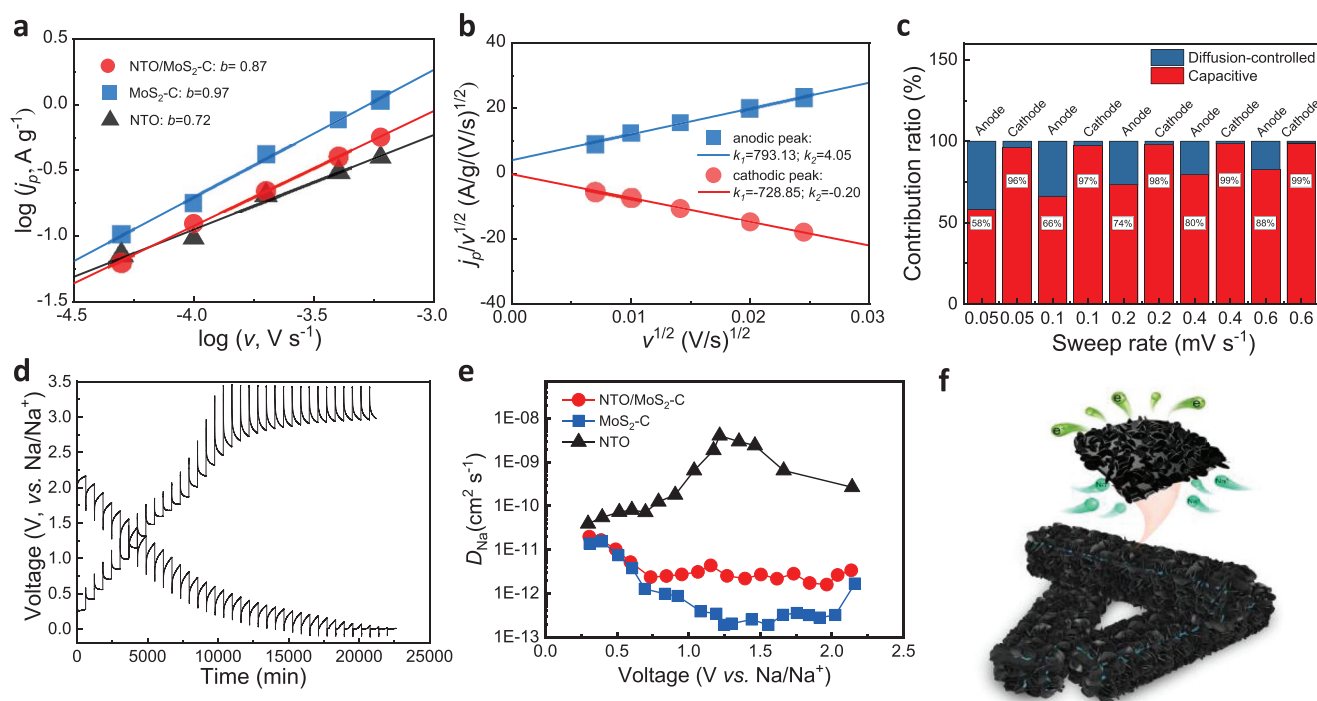 a
log (jₚ, A g⁻¹)
0.5
0.0
-0.5
-1.0
-1.5
NTO/MoS₂-C: b= 0.87
MoS₂-C: b=0.97
NTO: b=0.72
-4.5 -4.0 -3.5 -3.0
log (v, V s⁻¹)
b
jₚ/v¹ᐟ² (A/g/(V/s)¹ᐟ²)
40
20
0
-20
-40
anodic peak:
k₁=793.13; k₂=4.05
cathodic peak:
k₁=-728.85; k₂=-0.20
0.00 0.01 0.02 0.03
v¹ᐟ² (V/s)¹ᐟ²
c
Contribution ratio (%)
150
100
50
0
Diffusion-controlled
Capacitive
Anode Cathode Anode Cathode Anode Cathode Anode Cathode Anode Cathode
96% 97% 98% 99% 99%
58% 66% 74% 80% 88%
0.05 0.05 0.1 0.1 0.2 0.2 0.4 0.4 0.6 0.6
Sweep rate (mV s⁻¹)
d
Voltage (V, vs. Na/Na⁺)
3.5
3.0
2.5
2.0
1.5
1.0
0.5
0.0
0 5000 10000 15000 20000 25000
Time (min)
e
D_Na(cm² s⁻¹)
NTO/MoS₂-C
MoS₂-C
NTO
1E-08
1E-09
1E-10
1E-11
1E-12
1E-13
0.0 0.5 1.0 1.5 2.0 2.5
Voltage (V vs. Na/Na⁺)
f
e e
Na⁺